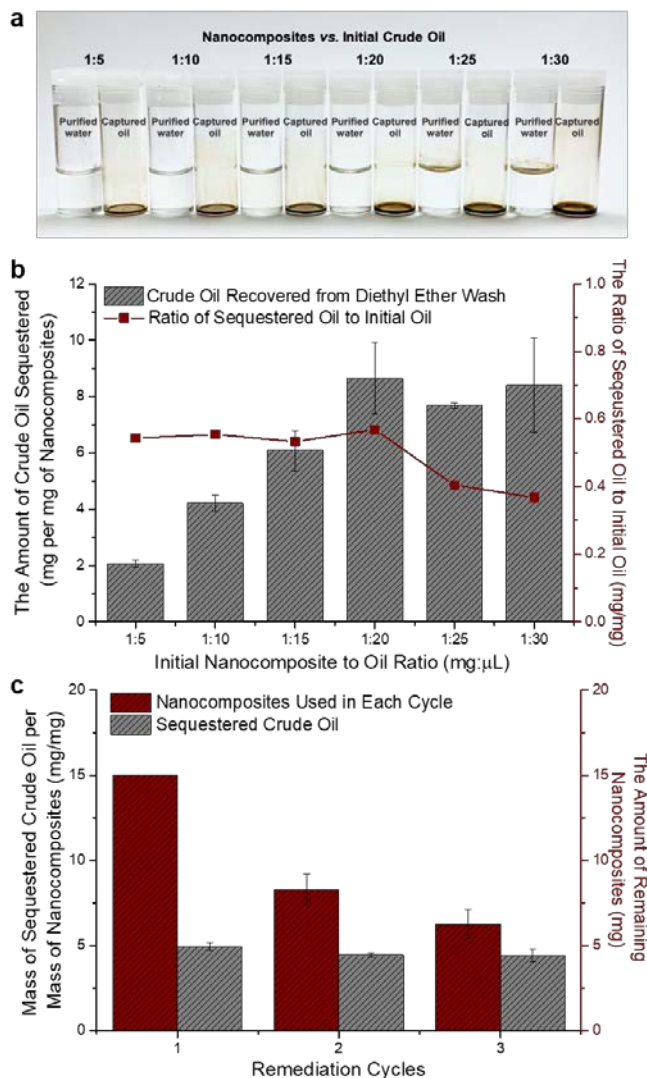 a
Nanocomposites vs. Initial Crude Oil
1:5 1:10 1:15 1:20 1:25 1:30
Purified water Captured oil Purified water Captured oil Purified water Captured oil Purified water Captured oil Purified water Captured oil Purified water Captured oil
b
The Amount of Crude Oil Sequestered
(mg per mg of Nanocomposites)
12
10
8
6
4
2
0
Crude Oil Recovered from Diethyl Ether Wash
Ratio of Sequestered Oil to Initial Oil
1.0
0.8
0.6
0.4
0.2
0.0
The Ratio of Seqeustered Oil
to Initial Oil (mg/mg)
1:5 1:10 1:15 1:20 1:25 1:30
Initial Nanocomposite to Oil Ratio (mg:μL)
c
Mass of Sequestered Crude Oil per
Mass of Nanocomposites (mg/mg)
20
15
10
5
0
Nanocomposites Used in Each Cycle
Sequestered Crude Oil
20
15
10
5
0
The Amount of Remaining
Nanocomposites (mg)
1 2 3
Remediation Cycles